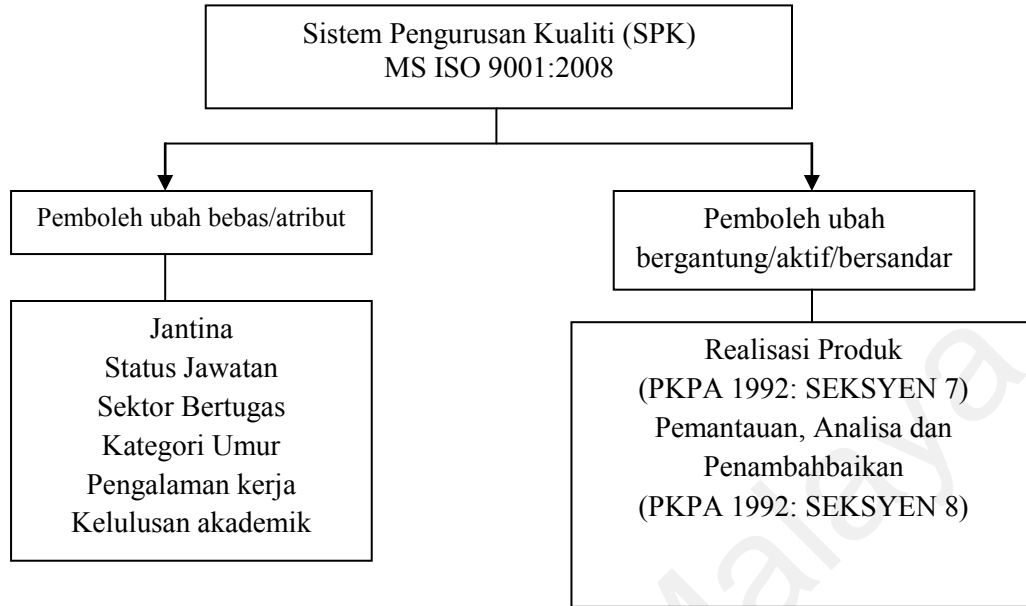 Sistem Pengurusan Kualiti (SPK)
MS ISO 9001:2008
Pemboleh ubah bebas/atribut
Jantina
Status Jawatan
Sektor Bertugas
Kategori Umur
Pengalaman kerja
Kelulusan akademik
Pemboleh ubah
bergantung/aktif/bersandar
Realisasi Produk
(PKPA 1992: SEKSYEN 7)
Pemantauan, Analisa dan
Penambahbaikan
(PKPA 1992: SEKSYEN 8)
Malaya